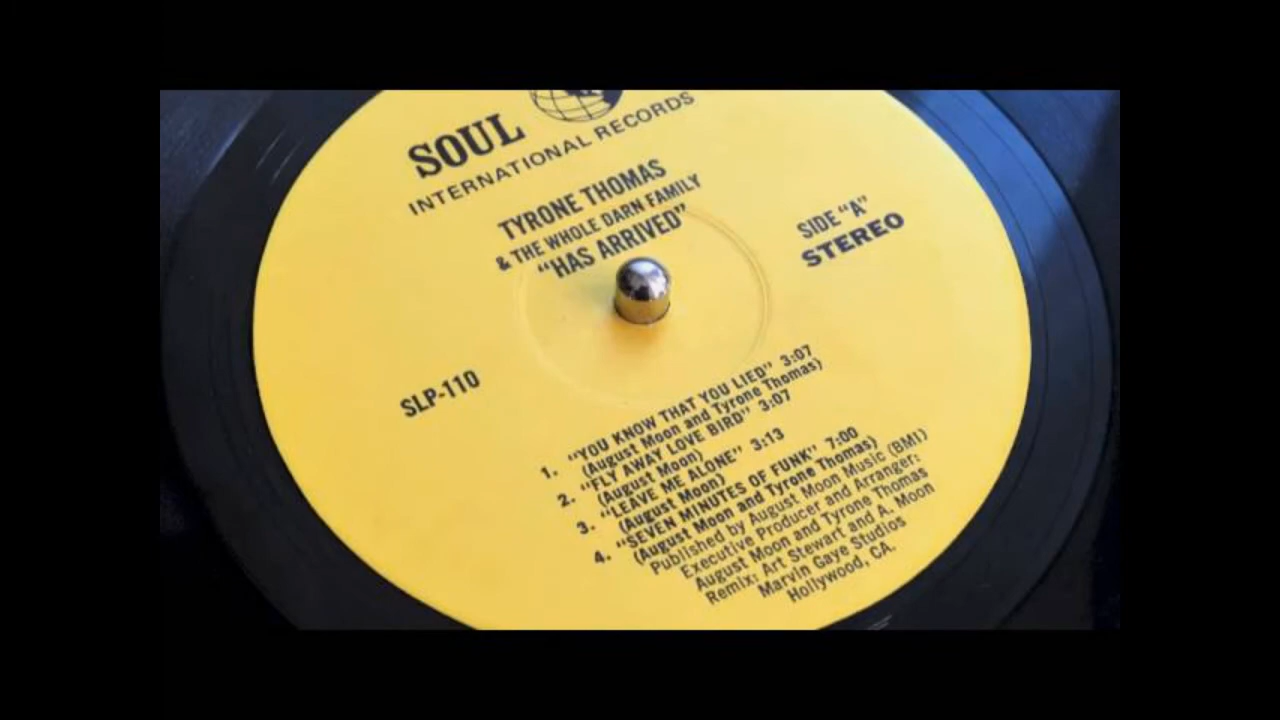 SOUL
INTERNATIONAL RECORDS
TYRONE THOMAS
& THE WHOLE DARN FAMILY
"HAS ARRIVED"
SIDE "A"
STEREO
SLP-110
1. "YOU KNOW THAT YOU LIED" 3:07
(August Moon and Tyrone Thomas)
2. "FLY AWAY LOVE BIRD" 3:07
(August Moon)
3. "LEAVE ME ALONE" 3:13
(August Moon)
4. "SEVEN MINUTES OF FUNK" 7:00
(August Moon and Tyrone Thomas)
Published by August Moon Music (BMI)
Executive Producer and Arranger:
August Moon and Tyrone Thomas
Remix: Art Stewart and A. Moon
Marvin Gaye Studios
Hollywood, CA.